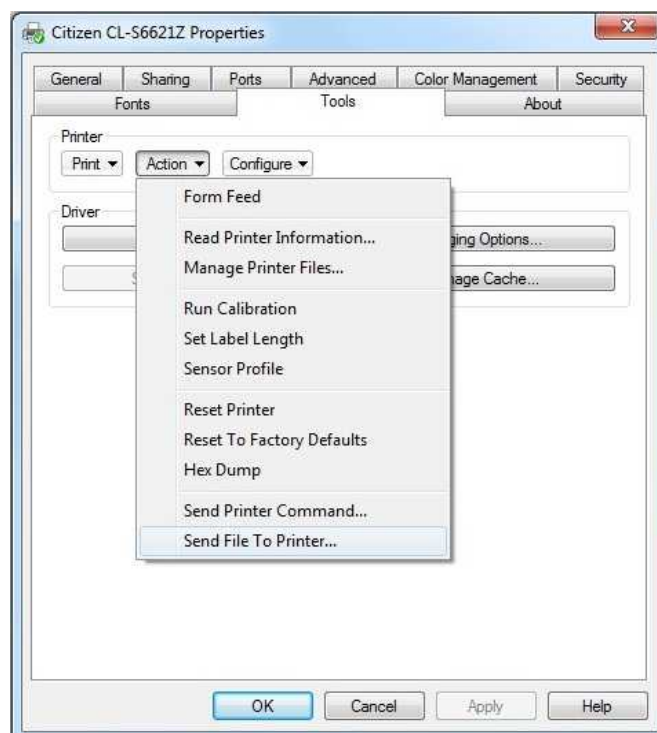 Citizen CL-S6621Z Properties
General Sharing Ports Advanced Color Management Security
Fonts Tools About
Printer
Print Action Configure
Form Feed
Driver
Read Printer Information...
ging Options...
Manage Printer Files...
age Cache...
Run Calibration
Set Label Length
Sensor Profile
Reset Printer
Reset To Factory Defaults
Hex Dump
Send Printer Command...
Send File To Printer...
OK Cancel Apply Help